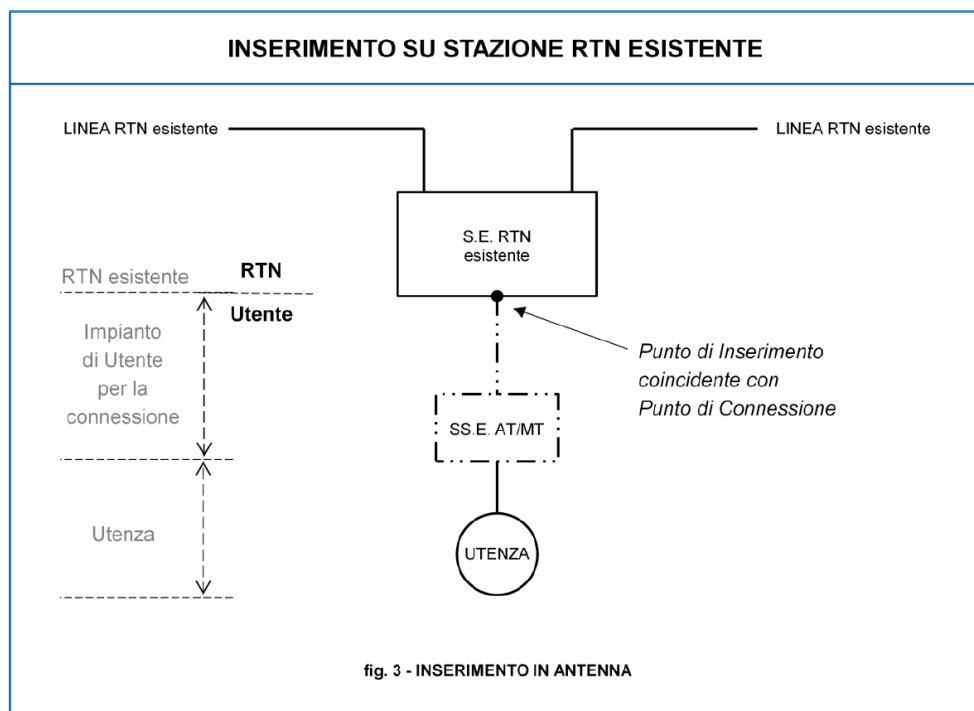 INSERIMENTO SU STAZIONE RTN ESISTENTE
LINEA RTN esistente
LINEA RTN esistente
S.E. RTN
esistente
RTN esistente
RTN
Utente
Impianto
di Utente
per la
connessione
Punto di Inserimento
coincidente con
Punto di Connessione
SS.E. AT/MT
Utenza
UTENZA
fig. 3 - INSERIMENTO IN ANTENNA